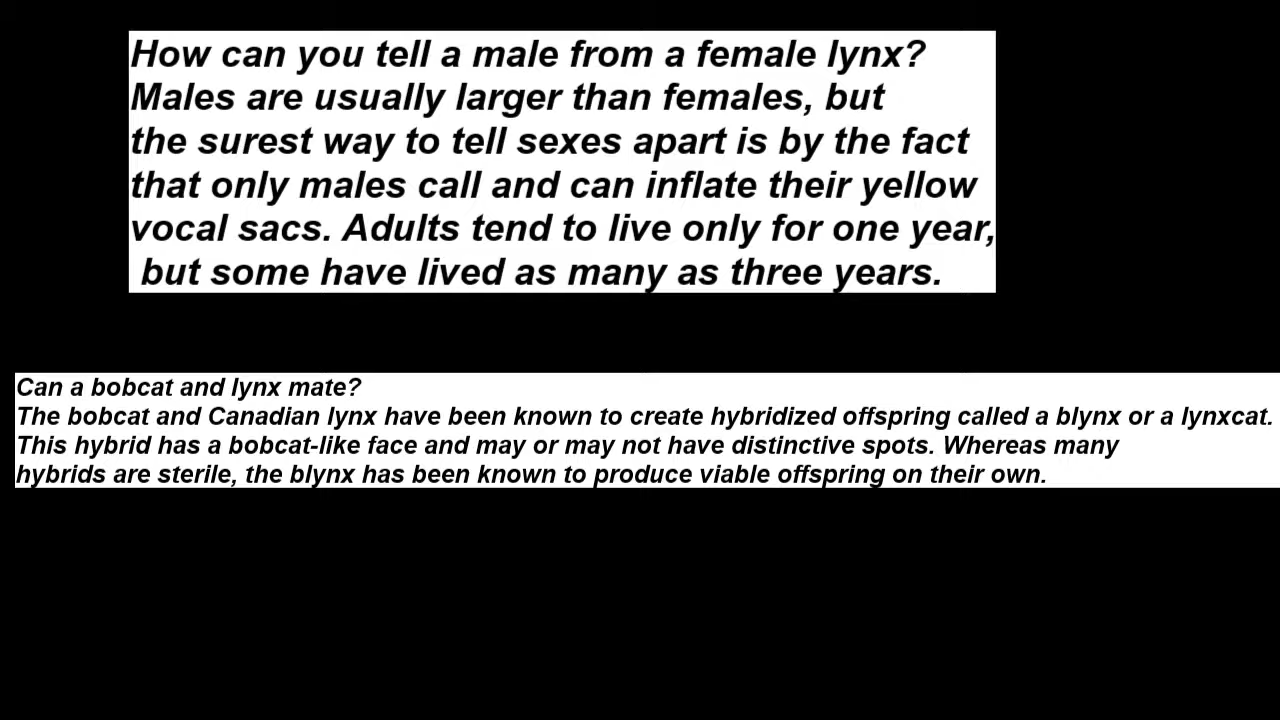 How can you tell a male from a female lynx?
Males are usually larger than females, but
the surest way to tell sexes apart is by the fact
that only males call and can inflate their yellow
vocal sacs. Adults tend to live only for one year,
but some have lived as many as three years.
Can a bobcat and lynx mate?
The bobcat and Canadian lynx have been known to create hybridized offspring called a blynx or a lynxcat.
This hybrid has a bobcat-like face and may or may not have distinctive spots. Whereas many
hybrids are sterile, the blynx has been known to produce viable offspring on their own.